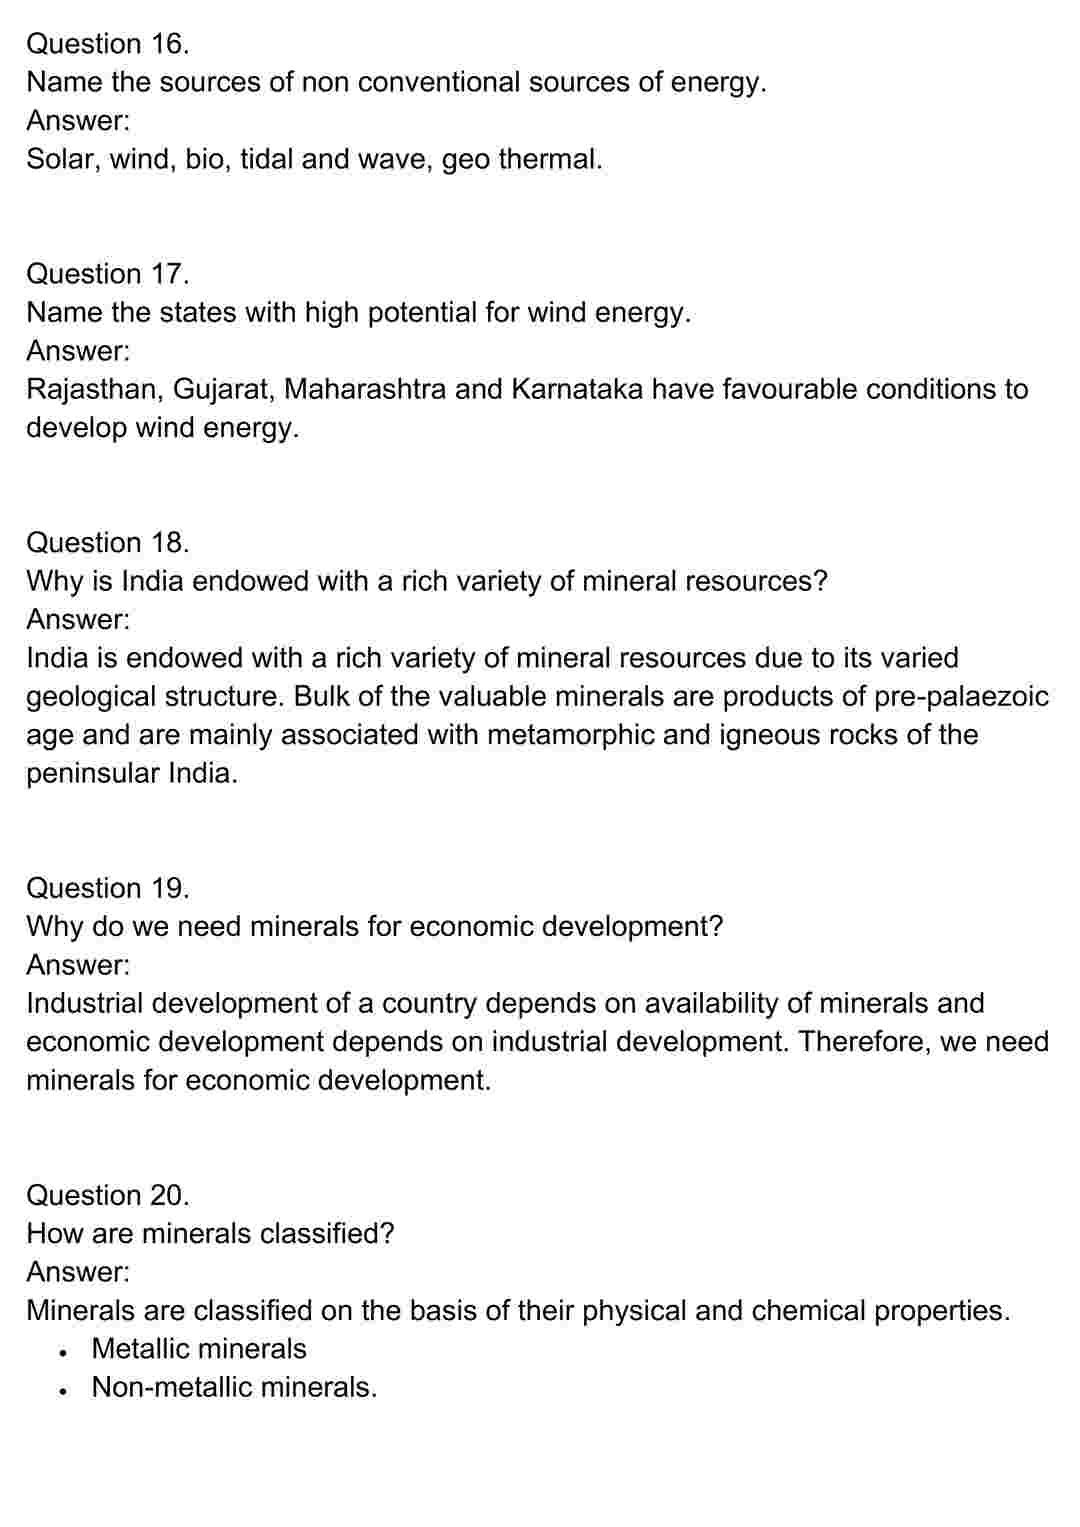 Question 16.
Name the sources of non conventional sources of energy.
Answer:
Solar, wind, bio, tidal and wave, geo thermal.
Question 17.
Name the states with high potential for wind energy.
Answer:
Rajasthan, Gujarat, Maharashtra and Karnataka have favourable conditions to
develop wind energy.
Question 18.
Why is India endowed with a rich variety of mineral resources?
Answer:
India is endowed with a rich variety of mineral resources due to its varied
geological structure. Bulk of the valuable minerals are products of pre-palaezoic
age and are mainly associated with metamorphic and igneous rocks of the
peninsular India.
Question 19.
Why do we need minerals for economic development?
Answer:
Industrial development of a country depends on availability of minerals and
economic development depends on industrial development. Therefore, we need
minerals for economic development.
Question 20.
How are minerals classified?
Answer:
Minerals are classified on the basis of their physical and chemical properties.
• Metallic minerals
• Non-metallic minerals.